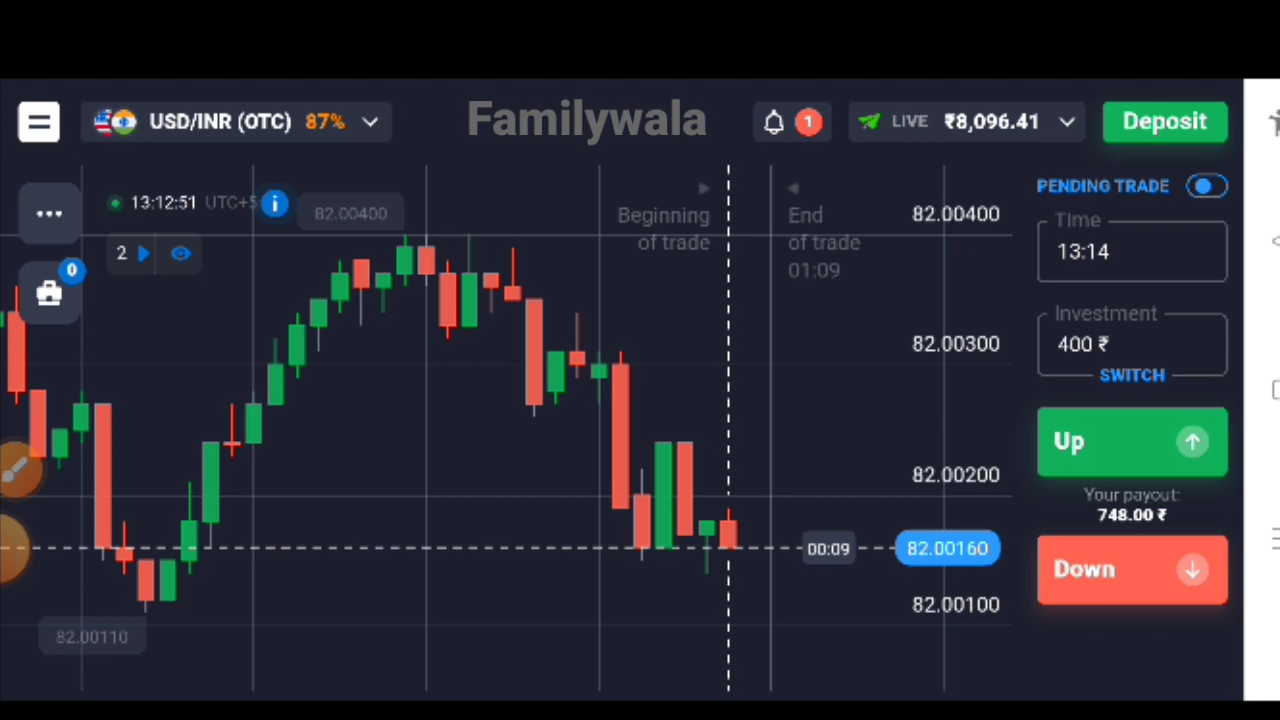 USD/INR (OTC) 87%
Familywala
1
LIVE ₹8,096.41
Deposit
13:12:51 UTC+5
i
82.00400
Beginning
of trade
End
of trade
01:09
82.00400
PENDING TRADE
Time
13:14
2
0
Investment
400 ₹
SWITCH
82.00300
Up
82.00200
Your payout:
748.00 ₹
00:09
82.00160
Down
82.00100
82.00110